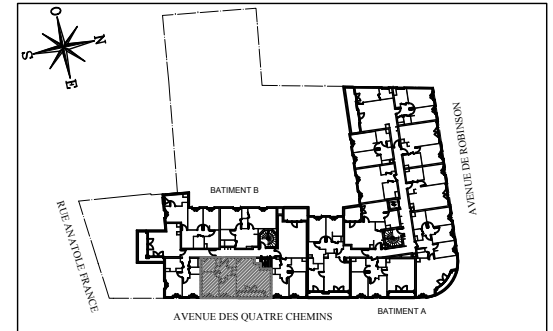 O
N
S
E
AVENUE DE ROBINSON
BATIMENT B
RUE ANATOLE FRANCE
BATIMENT A
AVENUE DES QUATRE CHEMINS